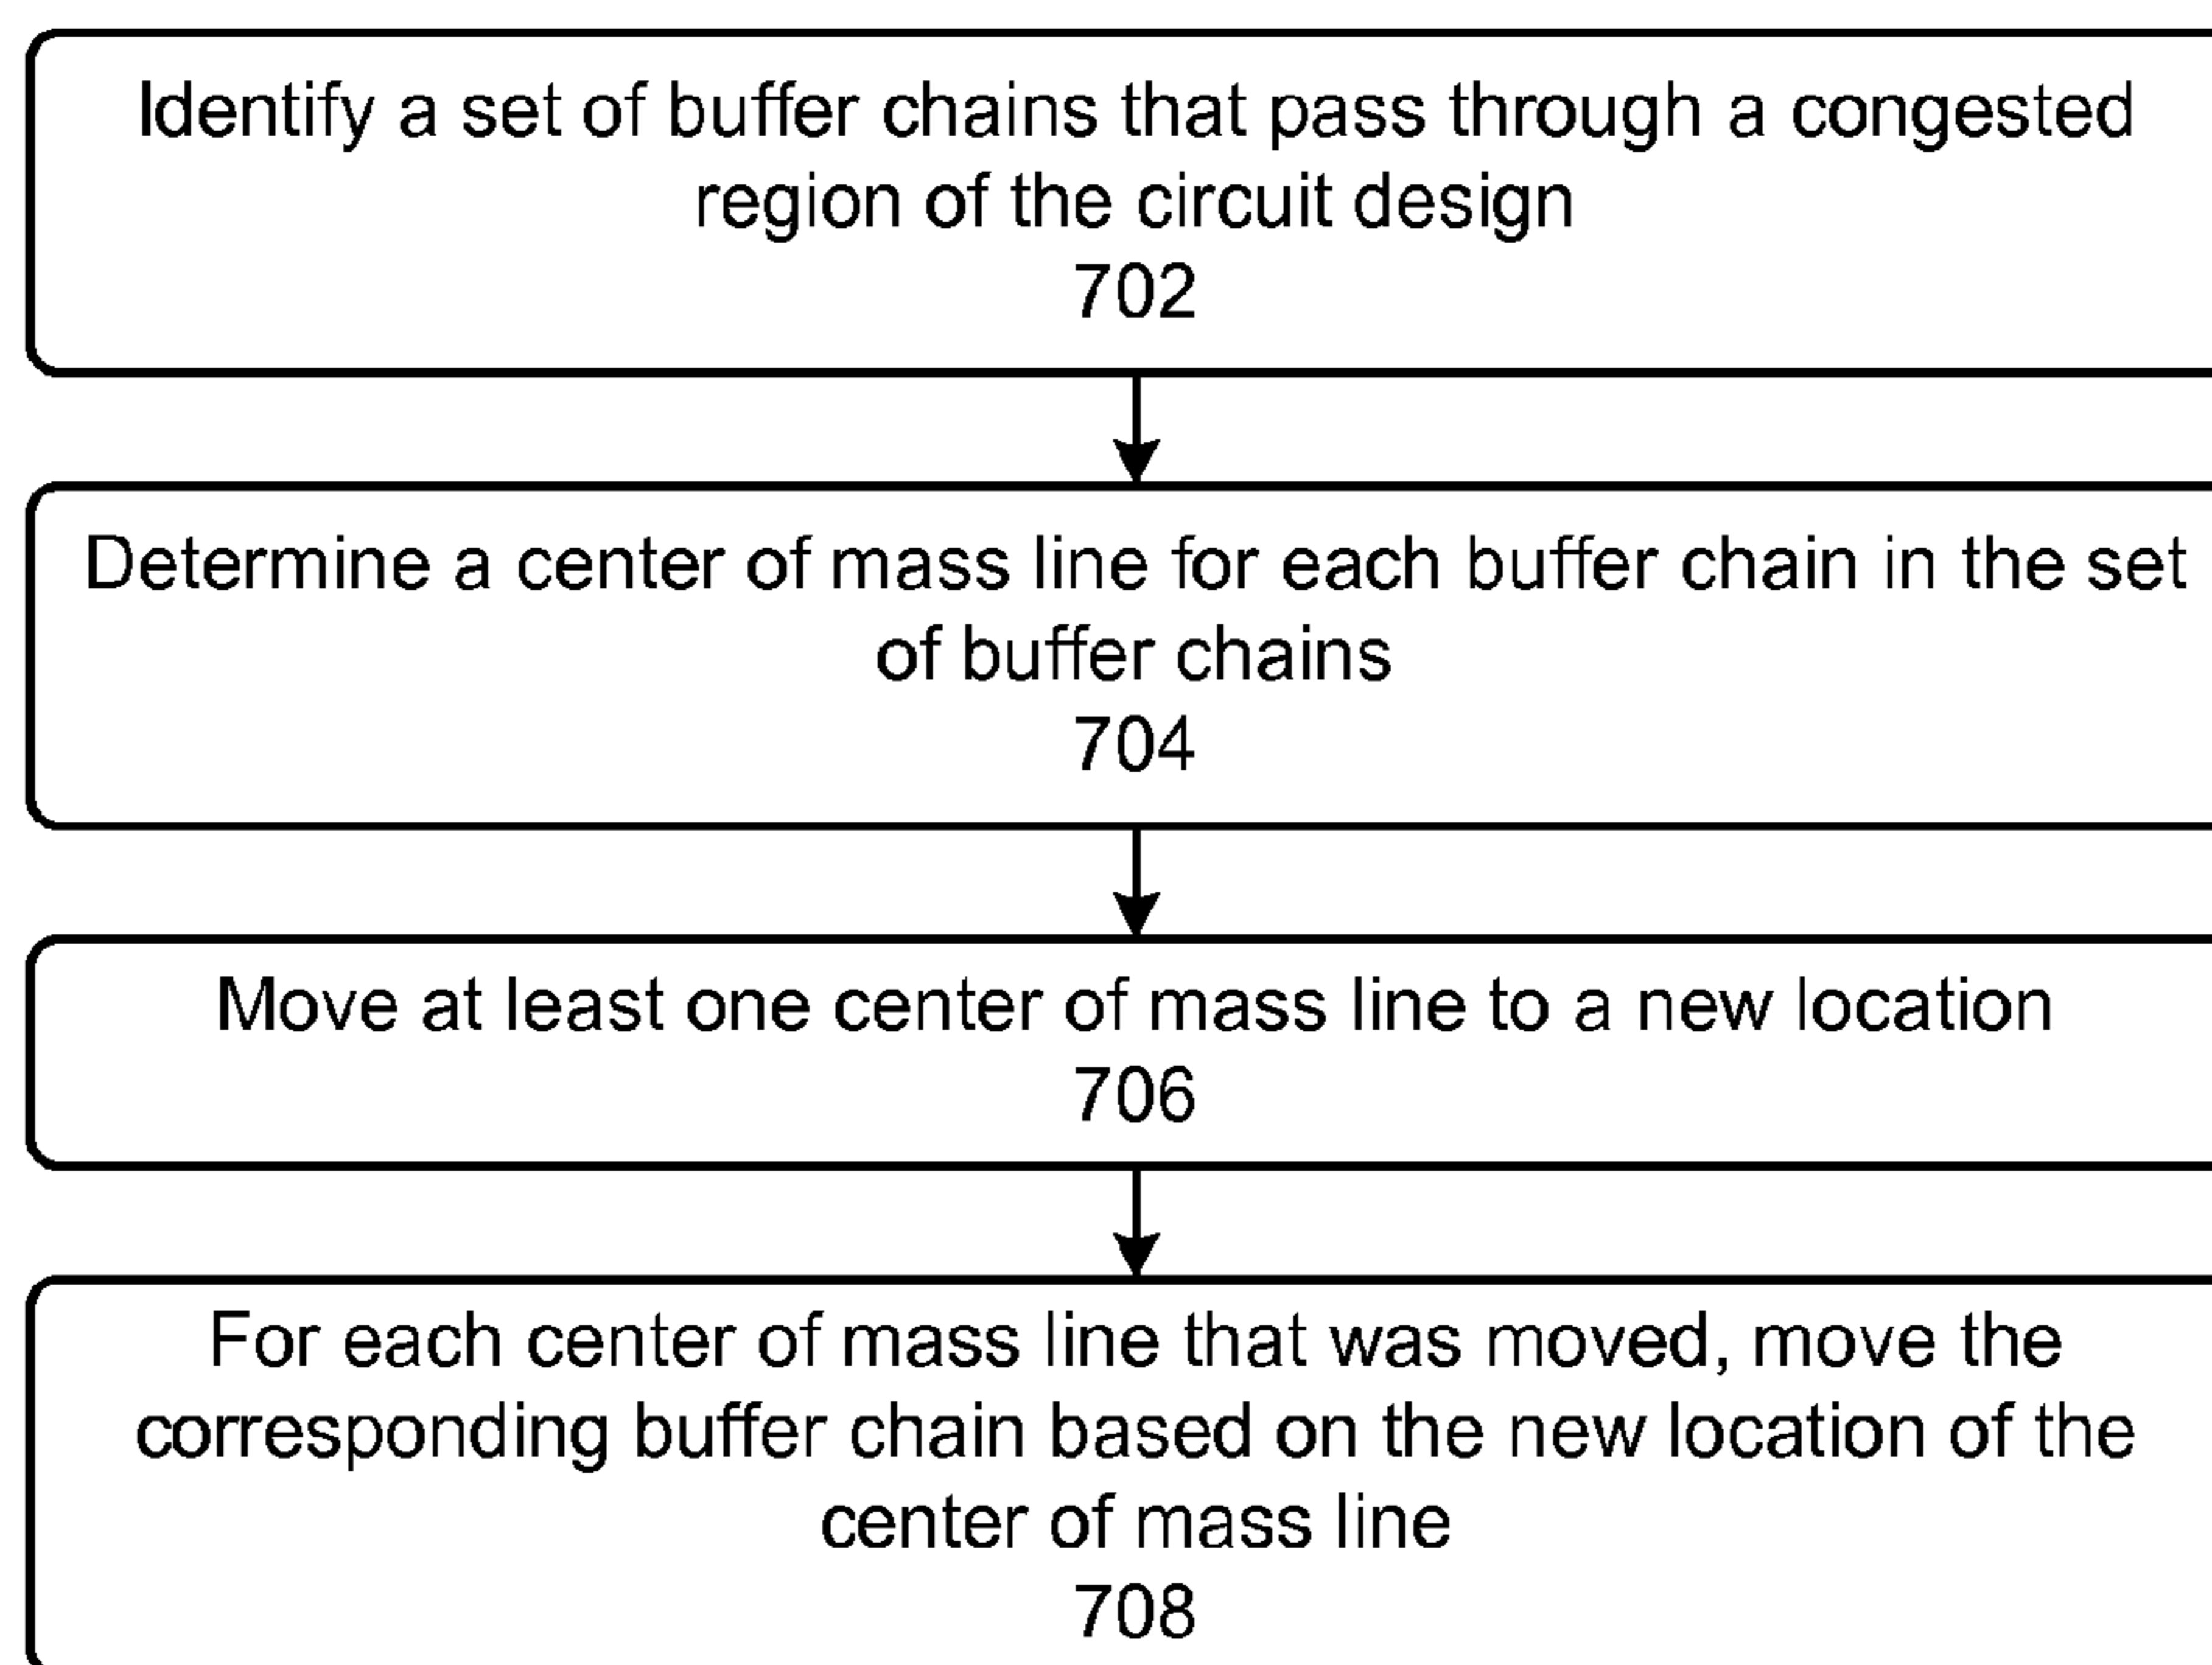 Identify a set of buffer chains that pass through a congested
region of the circuit design
702
Determine a center of mass line for each buffer chain in the set
of buffer chains
704
Move at least one center of mass line to a new location
706
For each center of mass line that was moved, move the
corresponding buffer chain based on the new location of the
center of mass line
708